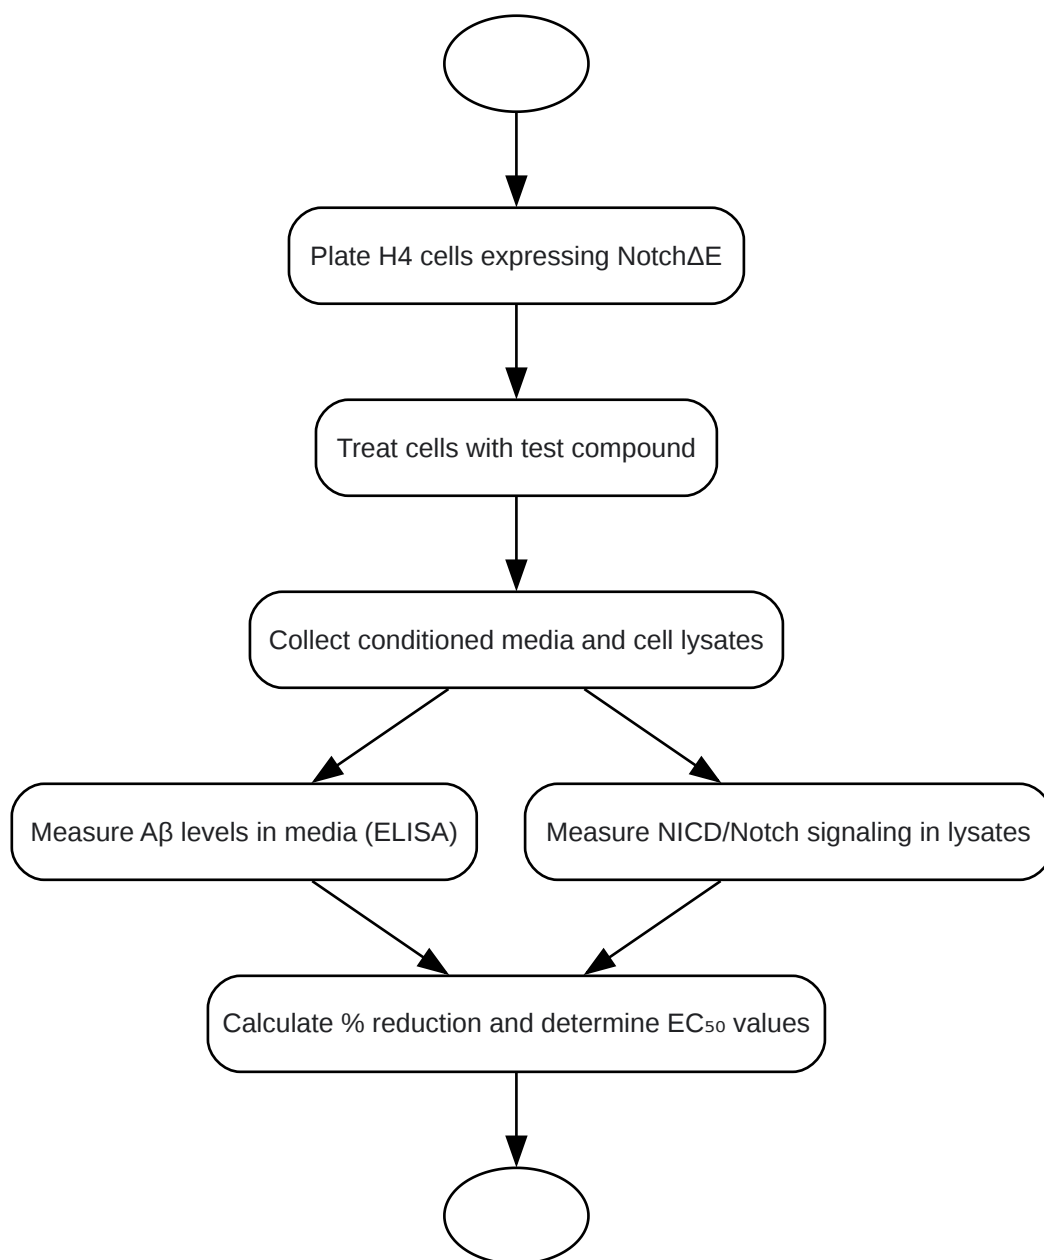 Plate H4 cells expressing NotchΔE
Treat cells with test compound
Collect conditioned media and cell lysates
Measure Aβ levels in media (ELISA)
Measure NICD/Notch signaling in lysates
Calculate % reduction and determine EC₅₀ values